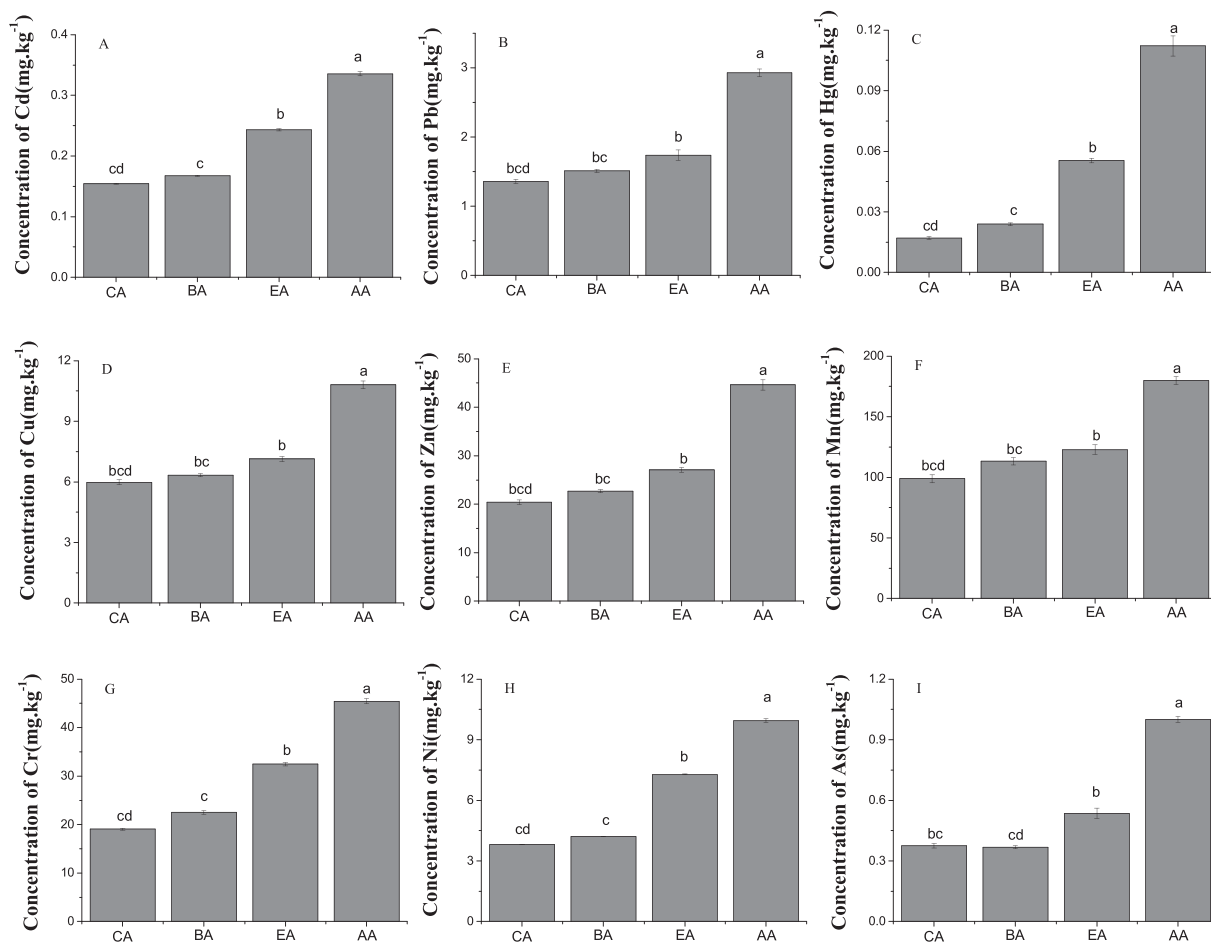 A
Concentration of Cd(mg.kg-1)
0.4
0.3
0.2
0.1
0.0
cd
c
b
a
CA BA EA AA
B
Concentration of Pb(mg.kg-1)
3
2
1
0
bcd
bc
b
a
CA BA EA AA
C
Concentration of Hg(mg.kg-1)
0.12
0.09
0.06
0.03
0.00
cd
c
b
a
CA BA EA AA
D
Concentration of Cu(mg.kg-1)
12
9
6
3
0
bcd
bc
b
a
CA BA EA AA
E
Concentration of Zn(mg.kg-1)
50
40
30
20
10
0
bcd
bc
b
a
CA BA EA AA
F
Concentration of Mn(mg.kg-1)
200
150
100
50
0
bcd
bc
b
a
CA BA EA AA
G
Concentration of Cr(mg.kg-1)
50
40
30
20
10
0
cd
c
b
a
CA BA EA AA
H
Concentration of Ni(mg.kg-1)
12
9
6
3
0
cd
c
b
a
CA BA EA AA
I
Concentration of As(mg.kg-1)
1.2
0.9
0.6
0.3
0.0
bc
cd
b
a
CA BA EA AA